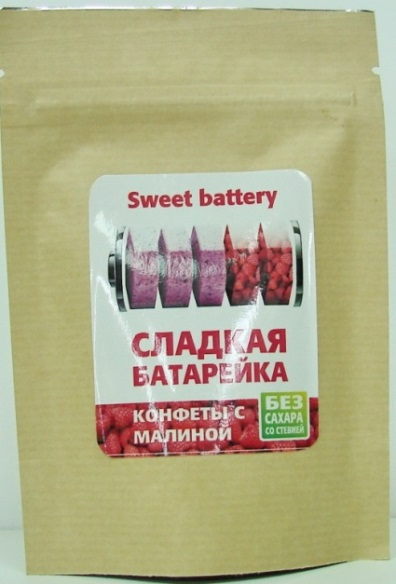 Sweet battery
СЛАДКАЯ
БАТАРЕЙКА
КОНФЕТЫ С
МАЛИНОЙ
БЕЗ
САХАРА
СО СТЕВИЕЙ